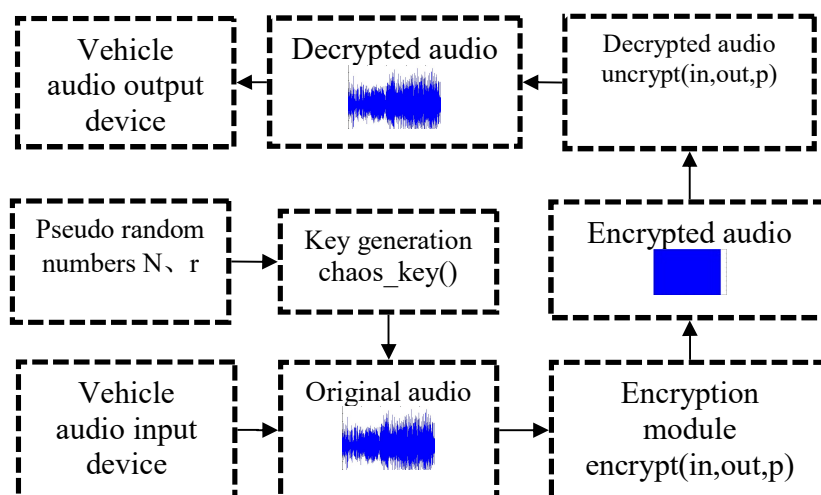 Vehicle
audio output
device
Decrypted audio
Decrypted audio
uncrypt(in,out,p)
Pseudo random
numbers N、r
Key generation
chaos_key()
Encrypted audio
Vehicle
audio input
device
Original audio
Encryption
module
encrypt(in,out,p)